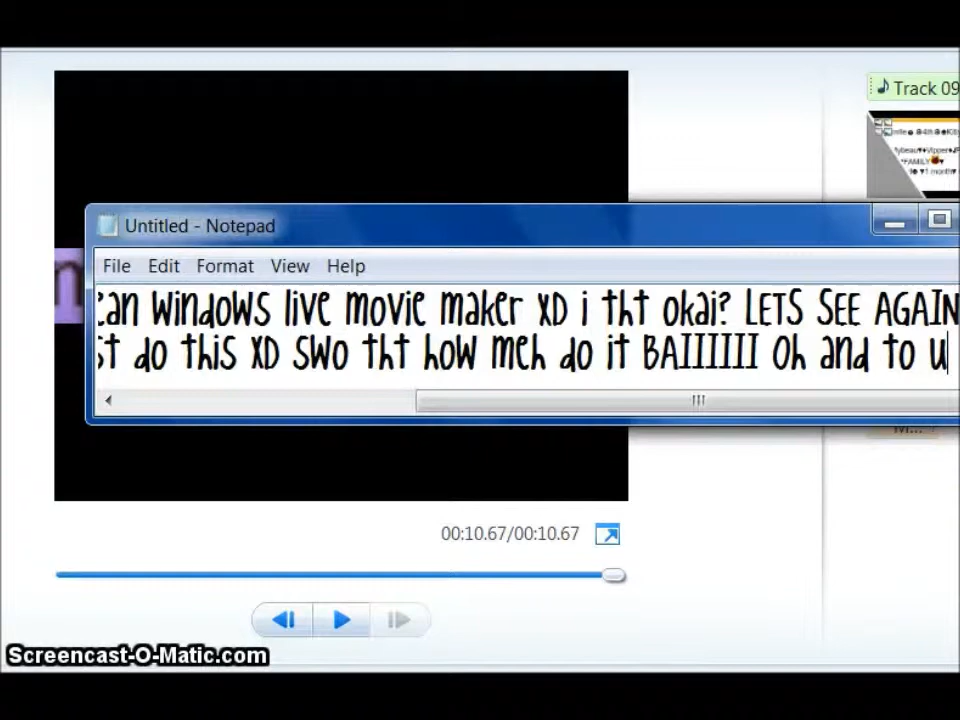 Track 09
Untitled - Notepad
File Edit Format View Help
can windows live movie maker XD i tht okai? LETS SEE AGAIN
st do this XD swo tht how meh do it BAIIIIII Oh and to u
M...
00:10.67/00:10.67
Screencast-O-Matic.com